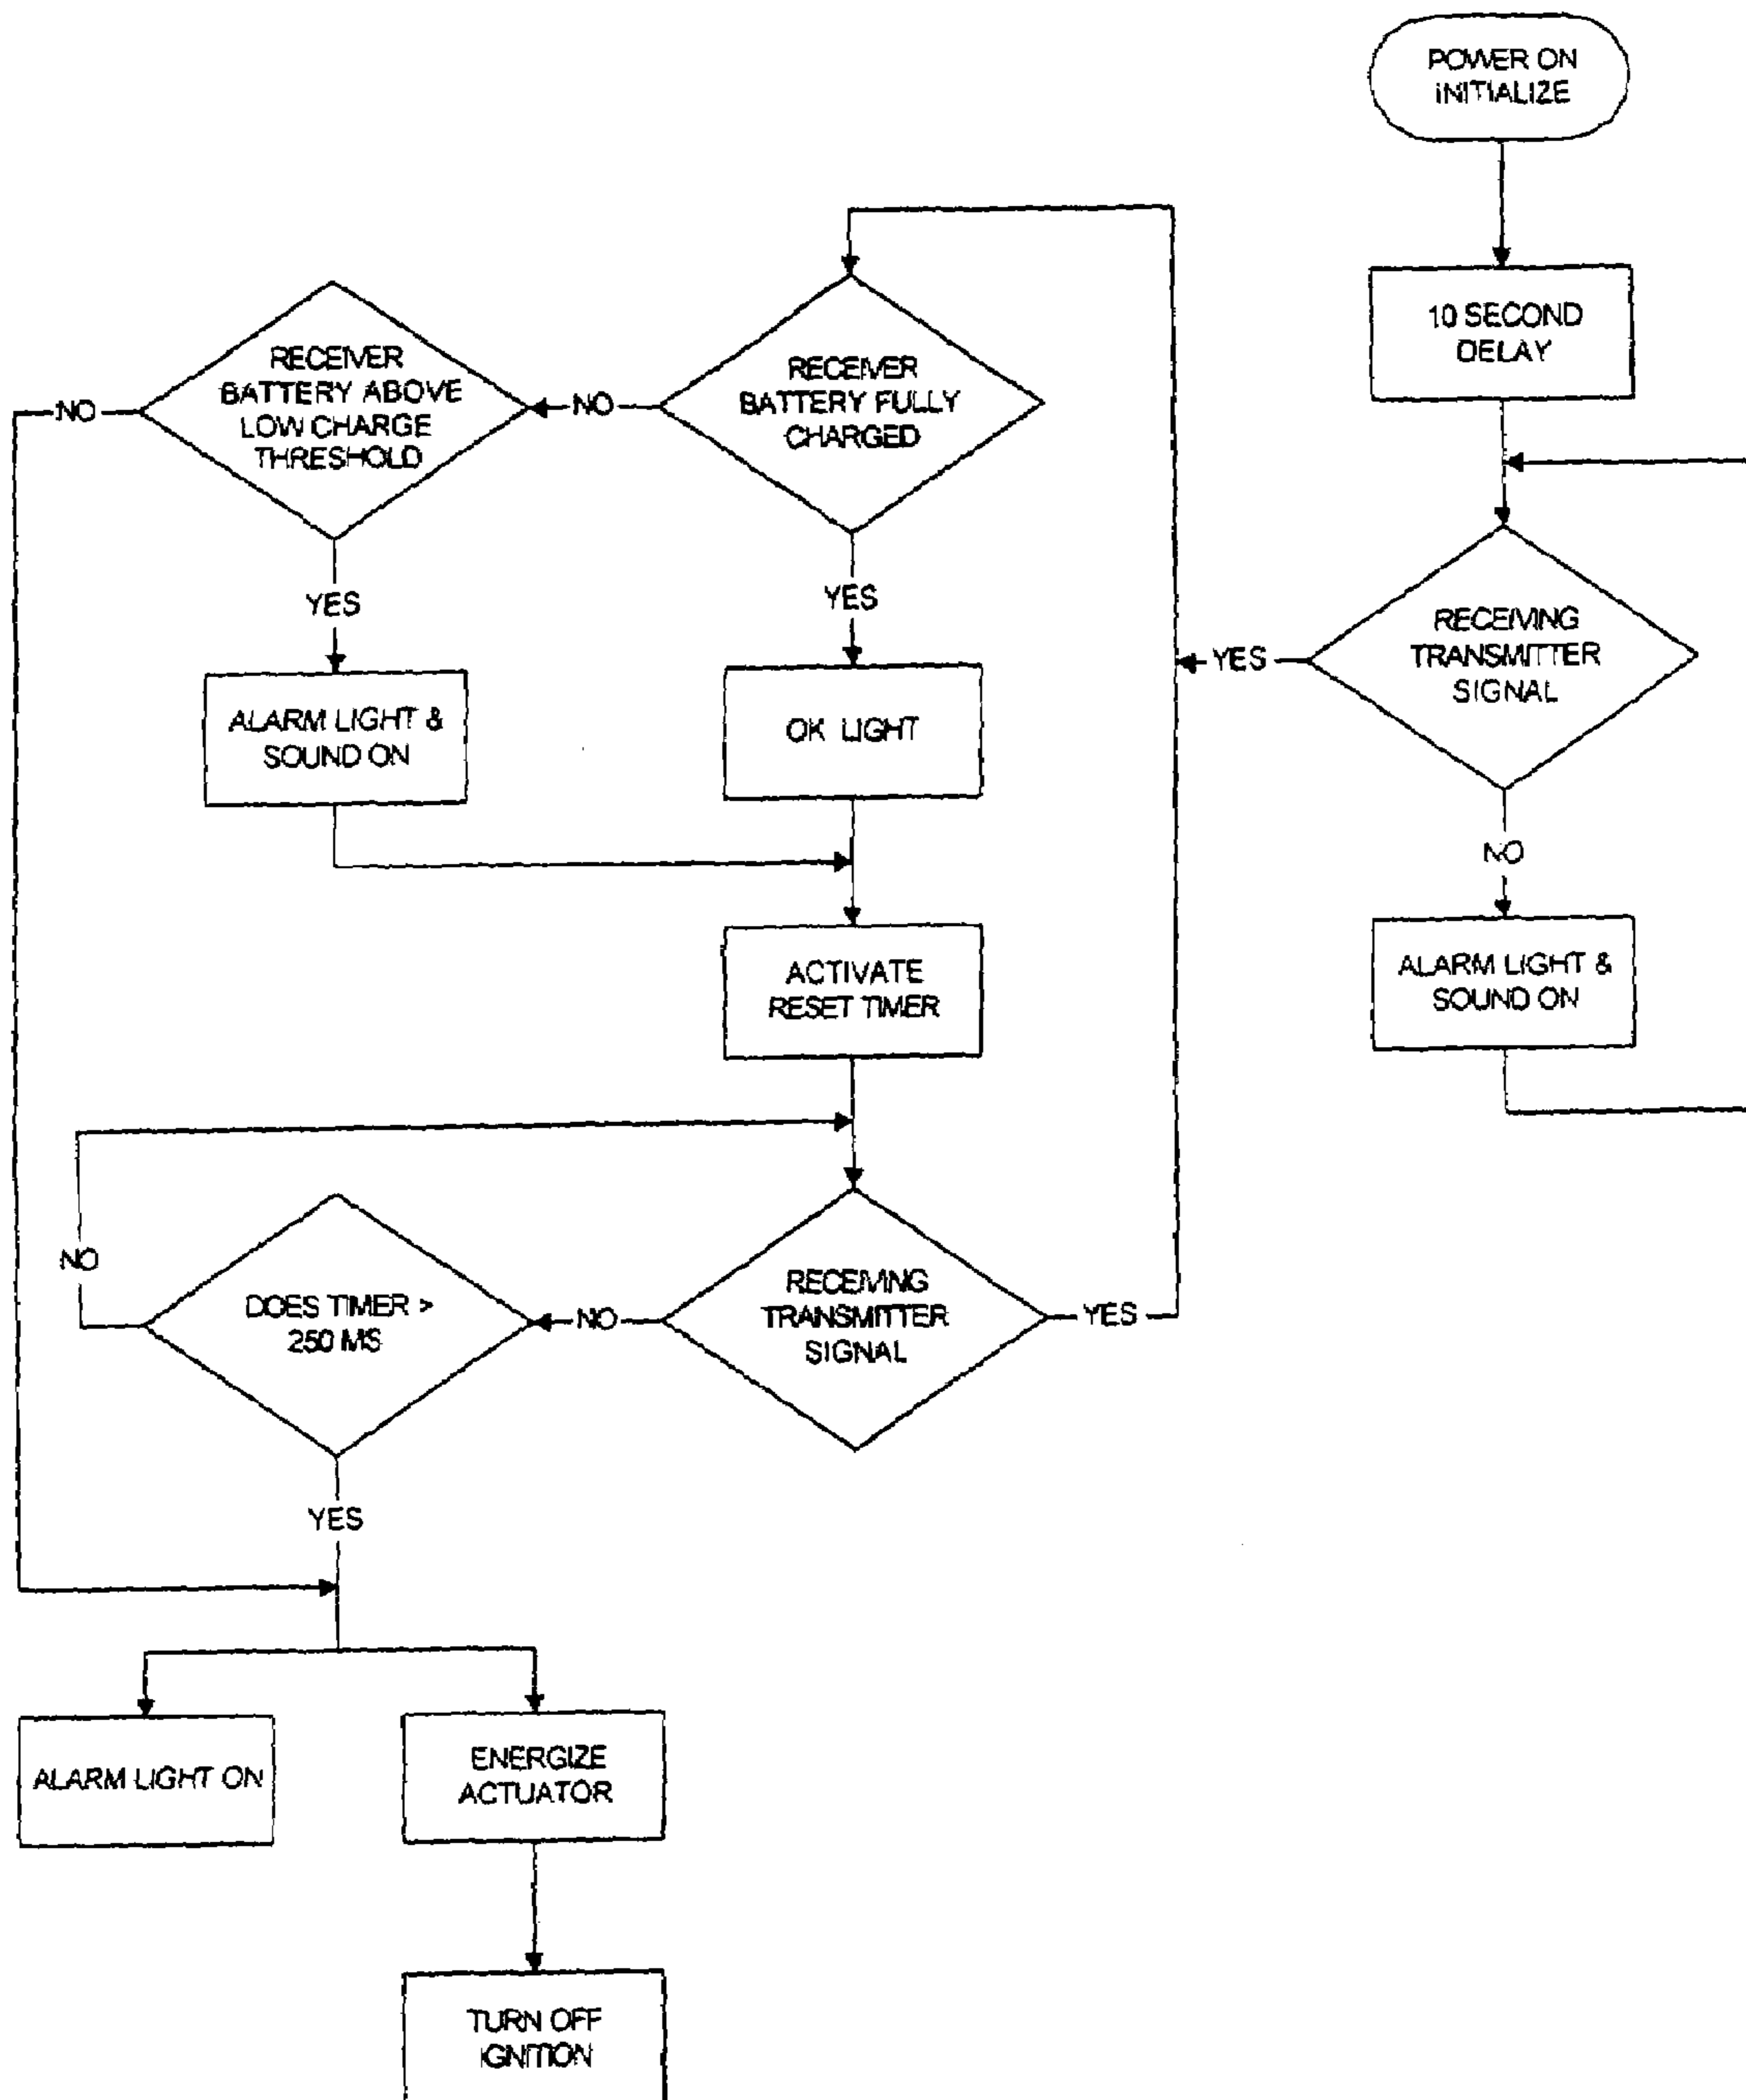 POWER ON
INITIALIZE
10 SECOND
DELAY
RECEIVING
TRANSMITTER
SIGNAL
YES
NO
ALARM LIGHT &
SOUND ON
RECEIVER
BATTERY FULLY
CHARGED
NO
YES
RECEIVER
BATTERY ABOVE
LOW CHARGE
THRESHOLD
NO
YES
ALARM LIGHT &
SOUND ON
OK LIGHT
ACTIVATE
RESET TIMER
RECEIVING
TRANSMITTER
SIGNAL
YES
NO
DOES TIMER >
250 MS
NO
YES
ALARM LIGHT ON
ENERGIZE
ACTUATOR
TURN OFF
IGNITION